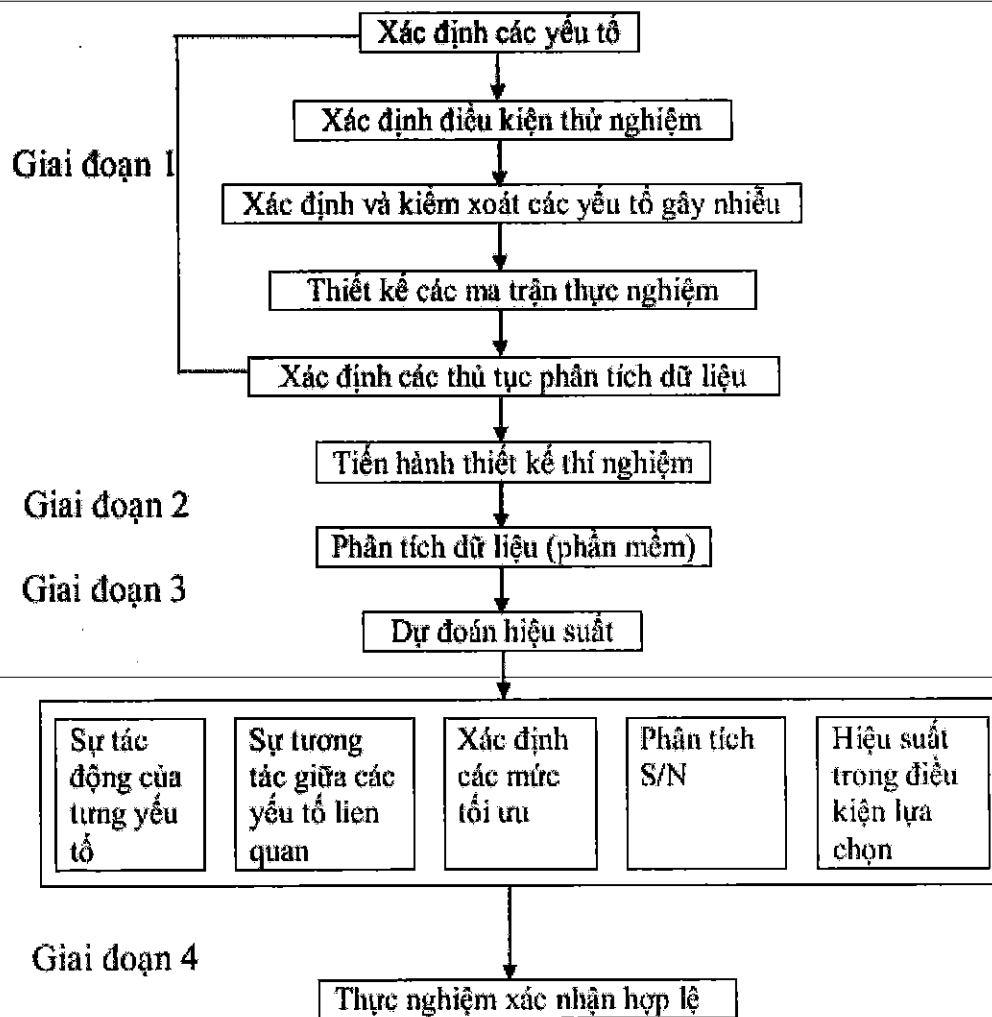 Xác định các yếu tố
Xác định điều kiện thử nghiệm
Giai đoạn 1
Xác định và kiểm xoát các yếu tố gây nhiễu
Thiết kế các ma trận thực nghiệm
Xác định các thủ tục phân tích dữ liệu
Tiến hành thiết kế thí nghiệm
Giai đoạn 2
Phân tích dữ liệu (phần mềm)
Giai đoạn 3
Dự đoán hiệu suất
Sự tác
động của
tưng yếu
tố
Sự tương
tác giữa các
yếu tố lien
quan
Xác định
các mức
tối ưu
Phân tích
S/N
Hiệu suất
trong điều
kiện lựa
chọn
Giai đoạn 4
Thực nghiệm xác nhận hợp lệ